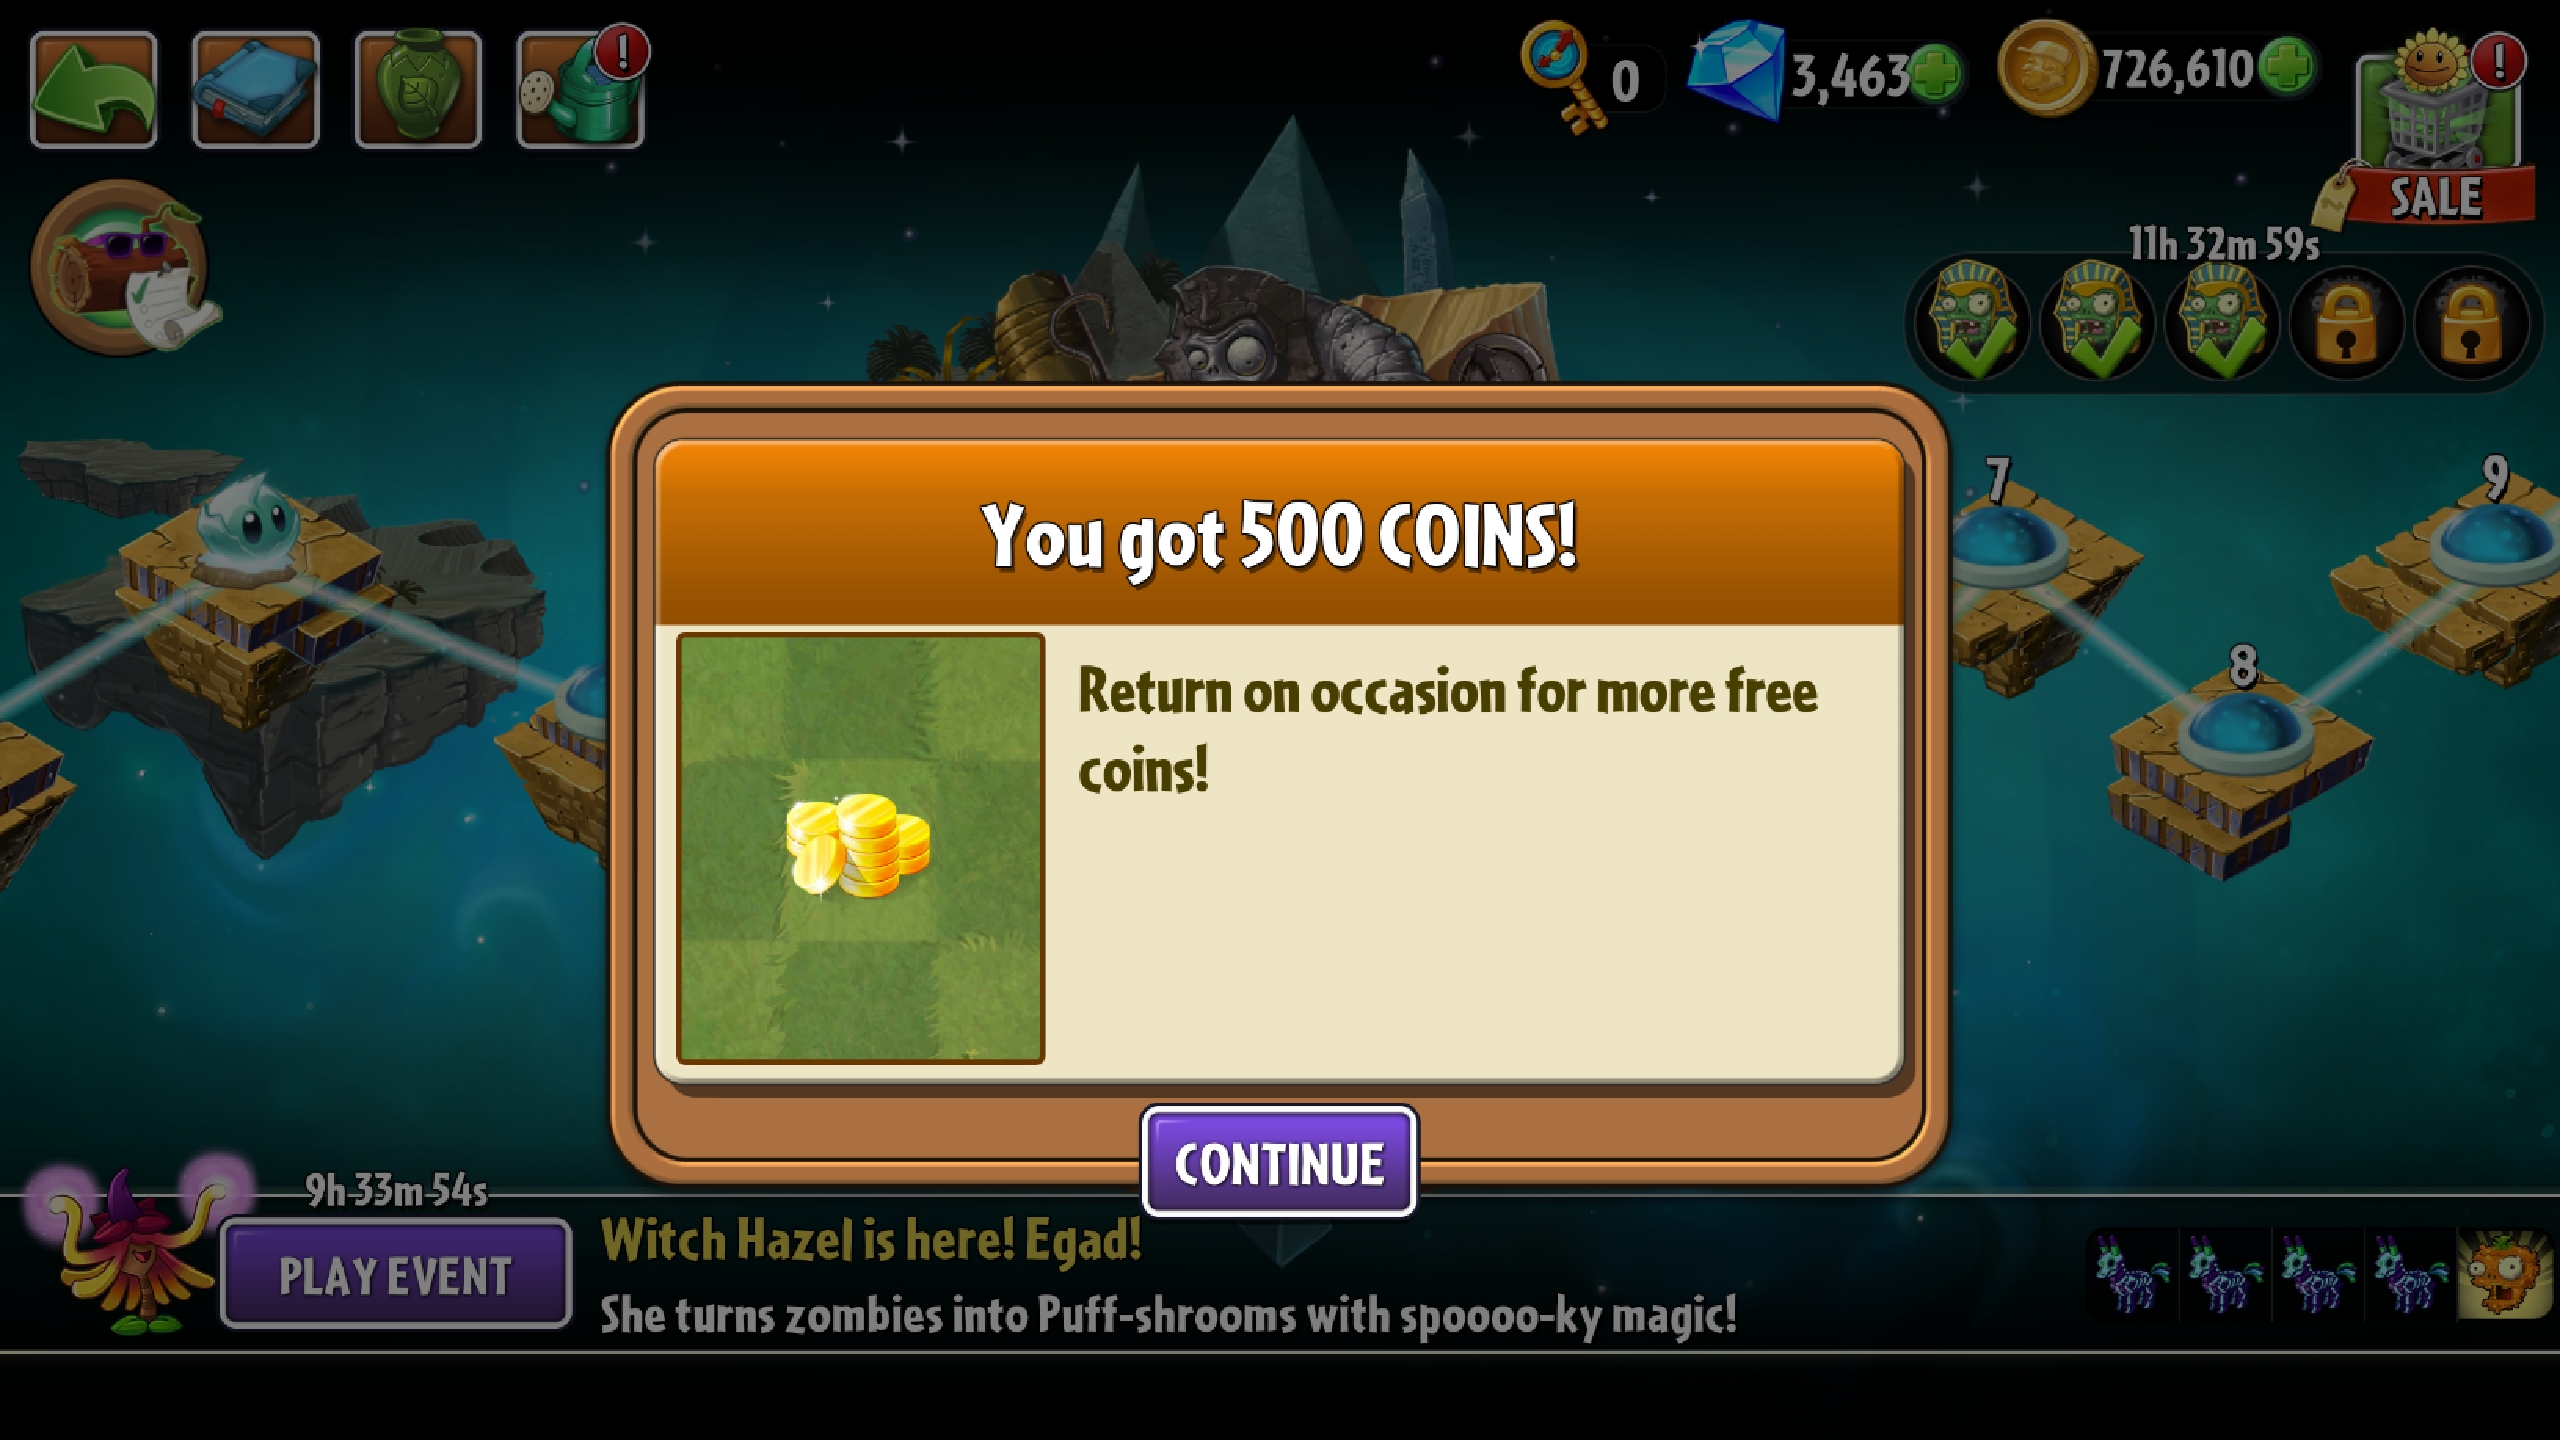 0
3,463
726,610
SALE
11h 32m 59s
7
9
8
You got 500 COINS!
Return on occasion for more free
coins!
CONTINUE
9h 33m 54s
PLAY EVENT
Witch Hazel is here! Egad!
She turns zombies into Puff-shrooms with spoooo-ky magic!